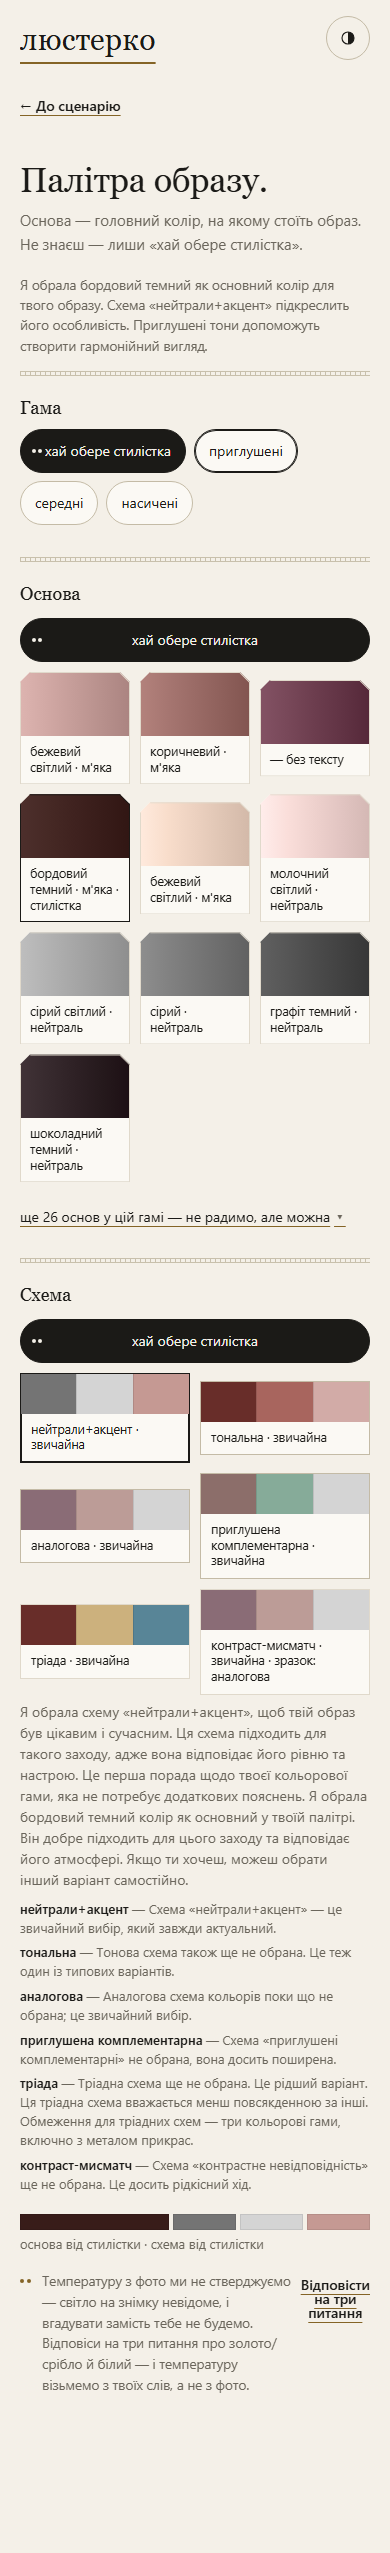 люстерко
← До сценарію
Палітра образу.
Основа — головний колір, на якому стоїть образ.
Не знаєш — лиши «хай обере стилістка».
Я обрала бордовий темний як основний колір для
твого образу. Схема «нейтрали+акцент» підкреслить
його особливість. Приглушені тони допоможуть
створити гармонійний вигляд.
Гама
хай обере стилістка
приглушені
середні
насичені
Основа
хай обере стилістка
бежевий
світлий · м'яка
коричневий ·
м'яка
— без тексту
бордовий
темний · м'яка ·
стилістка
бежевий
світлий · м'яка
молочний
світлий ·
нейтраль
сірий світлий ·
нейтраль
сірий ·
нейтраль
графіт темний ·
нейтраль
шоколадний
темний ·
нейтраль
ще 26 основ у цій гамі — не радимо, але можна ▾
Схема
хай обере стилістка
нейтрали+акцент ·
звичайна
тональна · звичайна
аналогова · звичайна
приглушена
комплементарна ·
звичайна
тріада · звичайна
контраст-мисматч ·
звичайна · зразок:
аналогова
Я обрала схему «нейтрали+акцент», щоб твій образ
був цікавим і сучасним. Ця схема підходить для
такого заходу, адже вона відповідає його рівню та
настрою. Це перша порада щодо твоєї кольорової
гами, яка не потребує додаткових пояснень. Я обрала
бордовий темний колір як основний у твоїй палітрі.
Він добре підходить для цього заходу та відповідає
його атмосфері. Якщо ти хочеш, можеш обрати
інший варіант самостійно.
нейтрали+акцент — Схема «нейтрали+акцент» — це
звичайний вибір, який завжди актуальний.
тональна — Тонова схема також ще не обрана. Це теж
один із типових варіантів.
аналогова — Аналогова схема кольорів поки що не
обрана; це звичайний вибір.
приглушена комплементарна — Схема «приглушені
комплементарні» не обрана, вона досить поширена.
тріада — Тріадна схема ще не обрана. Це рідший варіант.
Ця тріадна схема вважається менш повсякденною за інші.
Обмеження для тріадних схем — три кольорові гами,
включно з металом прикрас.
контраст-мисматч — Схема «контрастне невідповідність»
ще не обрана. Це досить рідкісний хід.
основа від стилістки · схема від стилістки
Температуру з фото ми не стверджуємо
— світло на знімку невідоме, і
вгадувати замість тебе не будемо.
Відповіси на три питання про золото/
срібло й білий — і температуру
візьмемо з твоїх слів, а не з фото.
Відповісти
на три
питання